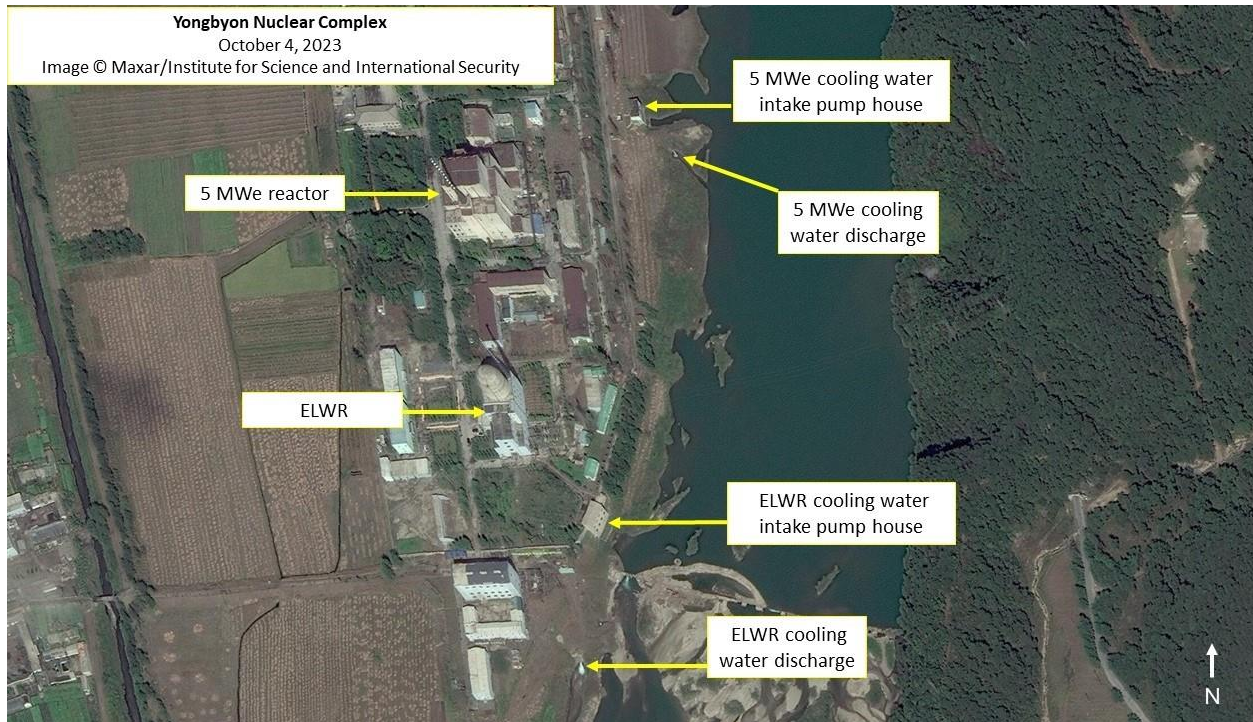 Yongbyon Nuclear Complex
October 4, 2023
Image © Maxar/Institute for Science and International Security
5 MWe cooling water
intake pump house
5 MWe reactor
5 MWe cooling
water discharge
ELWR
ELWR cooling water
intake pump house
ELWR cooling
water discharge
N